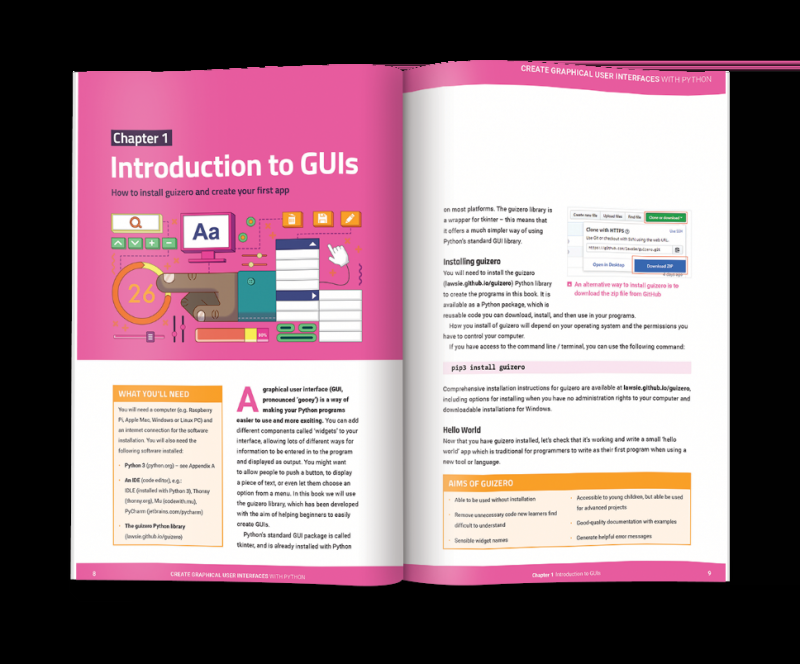 Chapter 1
Introduction to GUIs
How to install guizero and create your first app
Aa
26
WHAT YOU'LL NEED
You will need a computer (e.g. Raspberry
Pi, Apple Mac, Windows or Linux PC) and
an internet connection for the software
installation. You will also need the
following software installed:
· Python 3 (python.org) – see Appendix A
· An IDE (code editor), e.g.:
IDLE (installed with Python 3), Thonny
(thonny.org), Mu (codewith.mu),
PyCharm (jetbrains.com/pycharm)
· The guizero Python library
(lawsie.github.io/guizero)
A graphical user interface (GUI,
pronounced 'gooey') is a way of
making your Python programs
easier to use and more exciting. You can add
different components called 'widgets' to your
interface, allowing lots of different ways for
information to be entered in to the program
and displayed as output. You might want
to allow people to push a button, to display
a piece of text, or even let them choose an
option from a menu. In this book we will use
the guizero library, which has been developed
with the aim of helping beginners to easily
create GUIs.
Python's standard GUI package is called
tkinter, and is already installed with Python
8
CREATE GRAPHICAL USER INTERFACES WITH PYTHON
CREATE GRAPHICAL USER INTERFACES WITH PYTHON
on most platforms. The guizero library is
a wrapper for tkinter – this means that
it offers a much simpler way of using
Python's standard GUI library.
Installing guizero
You will need to install the guizero
(lawsie.github.io/guizero) Python library
to create the programs in this book. It is
available as a Python package, which is
reusable code you can download, install, and then use in your programs.
How you install of guizero will depend on your operating system and the permissions you
have to control your computer.
If you have access to the command line / terminal, you can use the following command:
Create new file Upload files Find file Clone or download
Clone with HTTPS
Use SSH
Use Git or checkout with SVN using the web URL.
Open in Desktop Download ZIP
An alternative way to install guizero is to
download the zip file from GitHub
pip3 install guizero
Comprehensive installation instructions for guizero are available at lawsie.github.io/guizero,
including options for installing when you have no administration rights to your computer and
downloadable installations for Windows.
Hello World
Now that you have guizero installed, let's check that it's working and write a small 'hello
world' app which is traditional for programmers to write as their first program when using a
new tool or language.
AIMS OF GUIZERO
· Able to be used without installation
· Remove unnecessary code new learners find
difficult to understand
· Sensible widget names
· Accessible to young children, but able be used
for advanced projects
· Good-quality documentation with examples
· Generate helpful error messages
Chapter 1 Introduction to GUIs
9